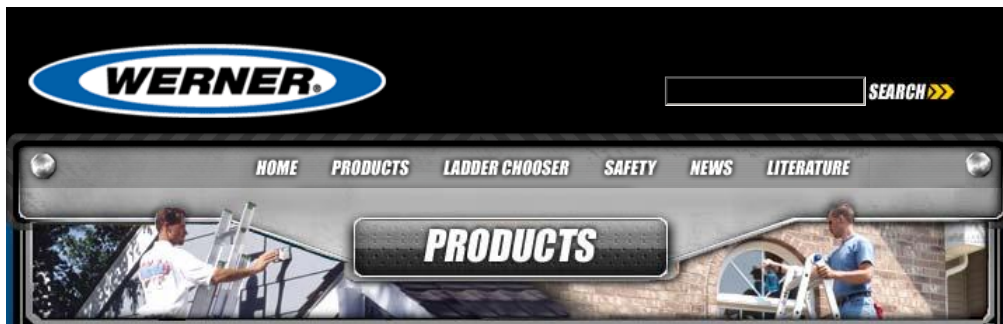 WERNER®
SEARCH
HOME PRODUCTS LADDER CHOOSER SAFETY NEWS LITERATURE
PRODUCTS